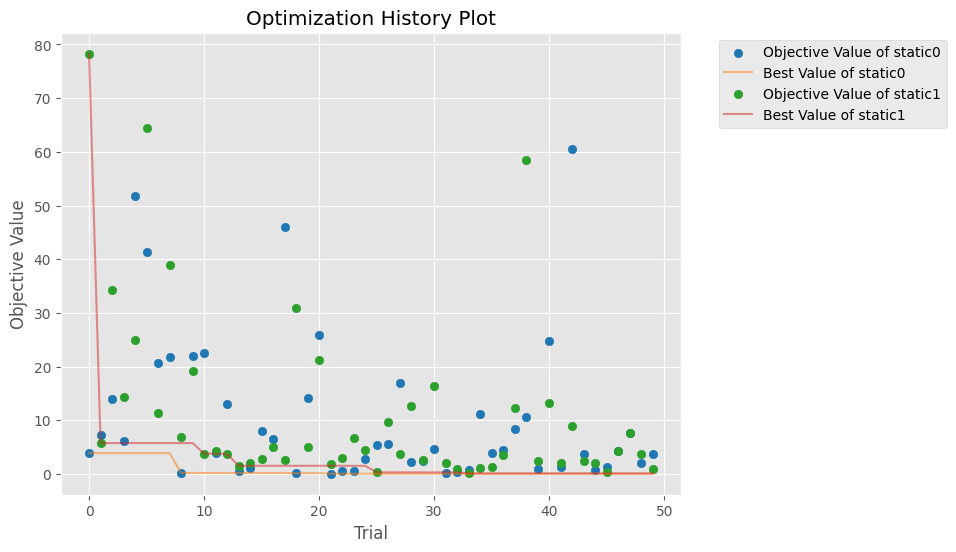 Optimization History Plot
Objective Value of static0
Best Value of static0
Objective Value of static1
Best Value of static1
Objective Value
80
70
60
50
40
30
20
10
0
0 10 20 30 40 50
Trial